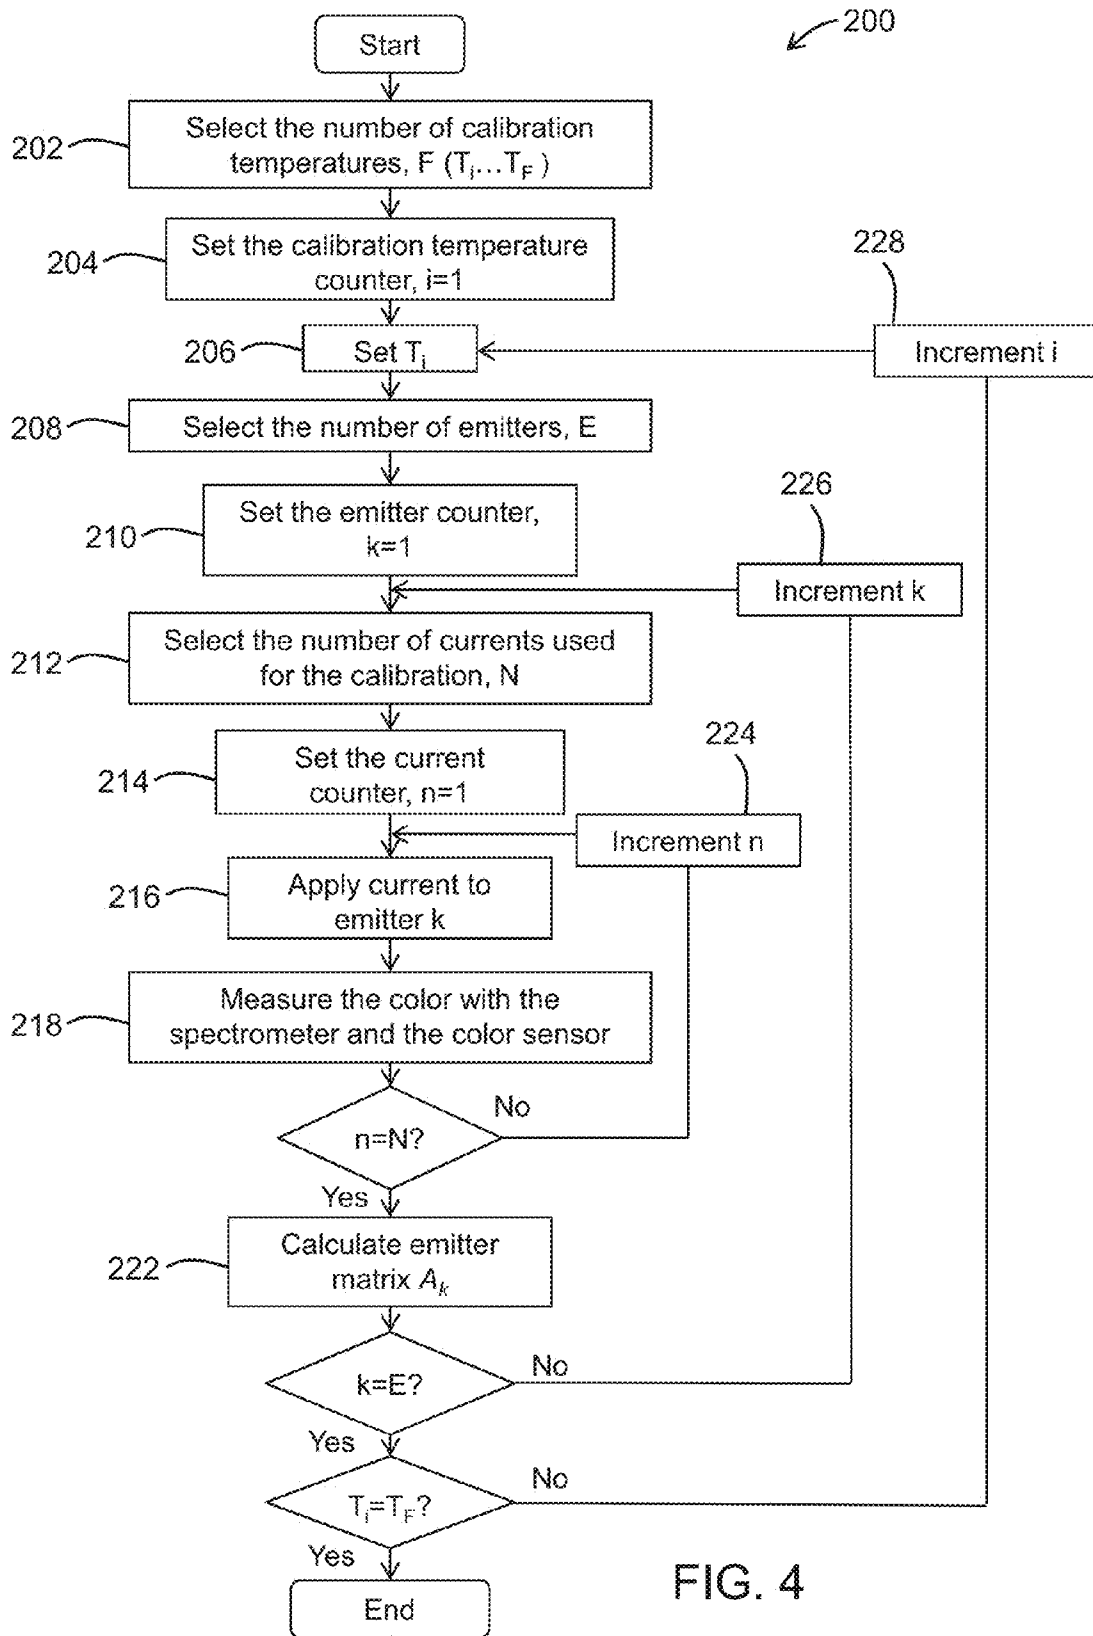 200
Start
202
Select the number of calibration
temperatures, F (Ti...TF )
204
Set the calibration temperature
counter, i=1
228
206
Set Ti
Increment i
208
Select the number of emitters, E
226
210
Set the emitter counter,
k=1
Increment k
212
Select the number of currents used
for the calibration, N
224
214
Set the current
counter, n=1
Increment n
216
Apply current to
emitter k
218
Measure the color with the
spectrometer and the color sensor
No
n=N?
Yes
222
Calculate emitter
matrix Ak
No
k=E?
Yes
No
Ti=TF?
Yes
End
FIG. 4